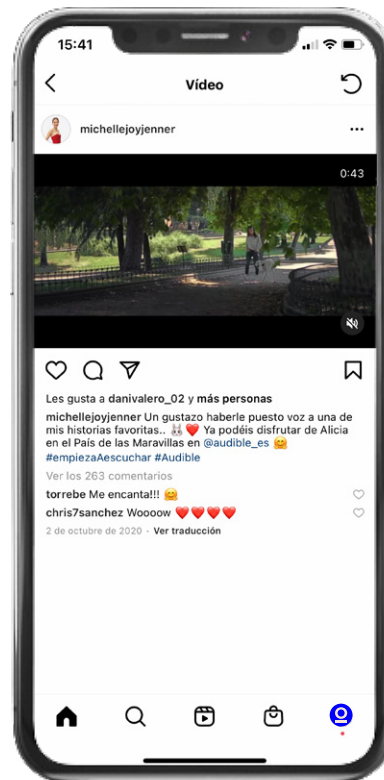 15:41
Vídeo
michellejoyjenner
0:43
Les gusta a danivalero_02 y más personas
michellejoyjenner Un gustazo haberle puesto voz a una de
mis historias favoritas.. 🐰❤️ Ya podéis disfrutar de Alicia
en el País de las Maravillas en @audible_es 🤗
#empiezaAescuchar #Audible
Ver los 263 comentarios
torrebe Me encanta!!! 🤗
chris7sanchez Woooow ❤️❤️❤️❤️
2 de octubre de 2020 · Ver traducción